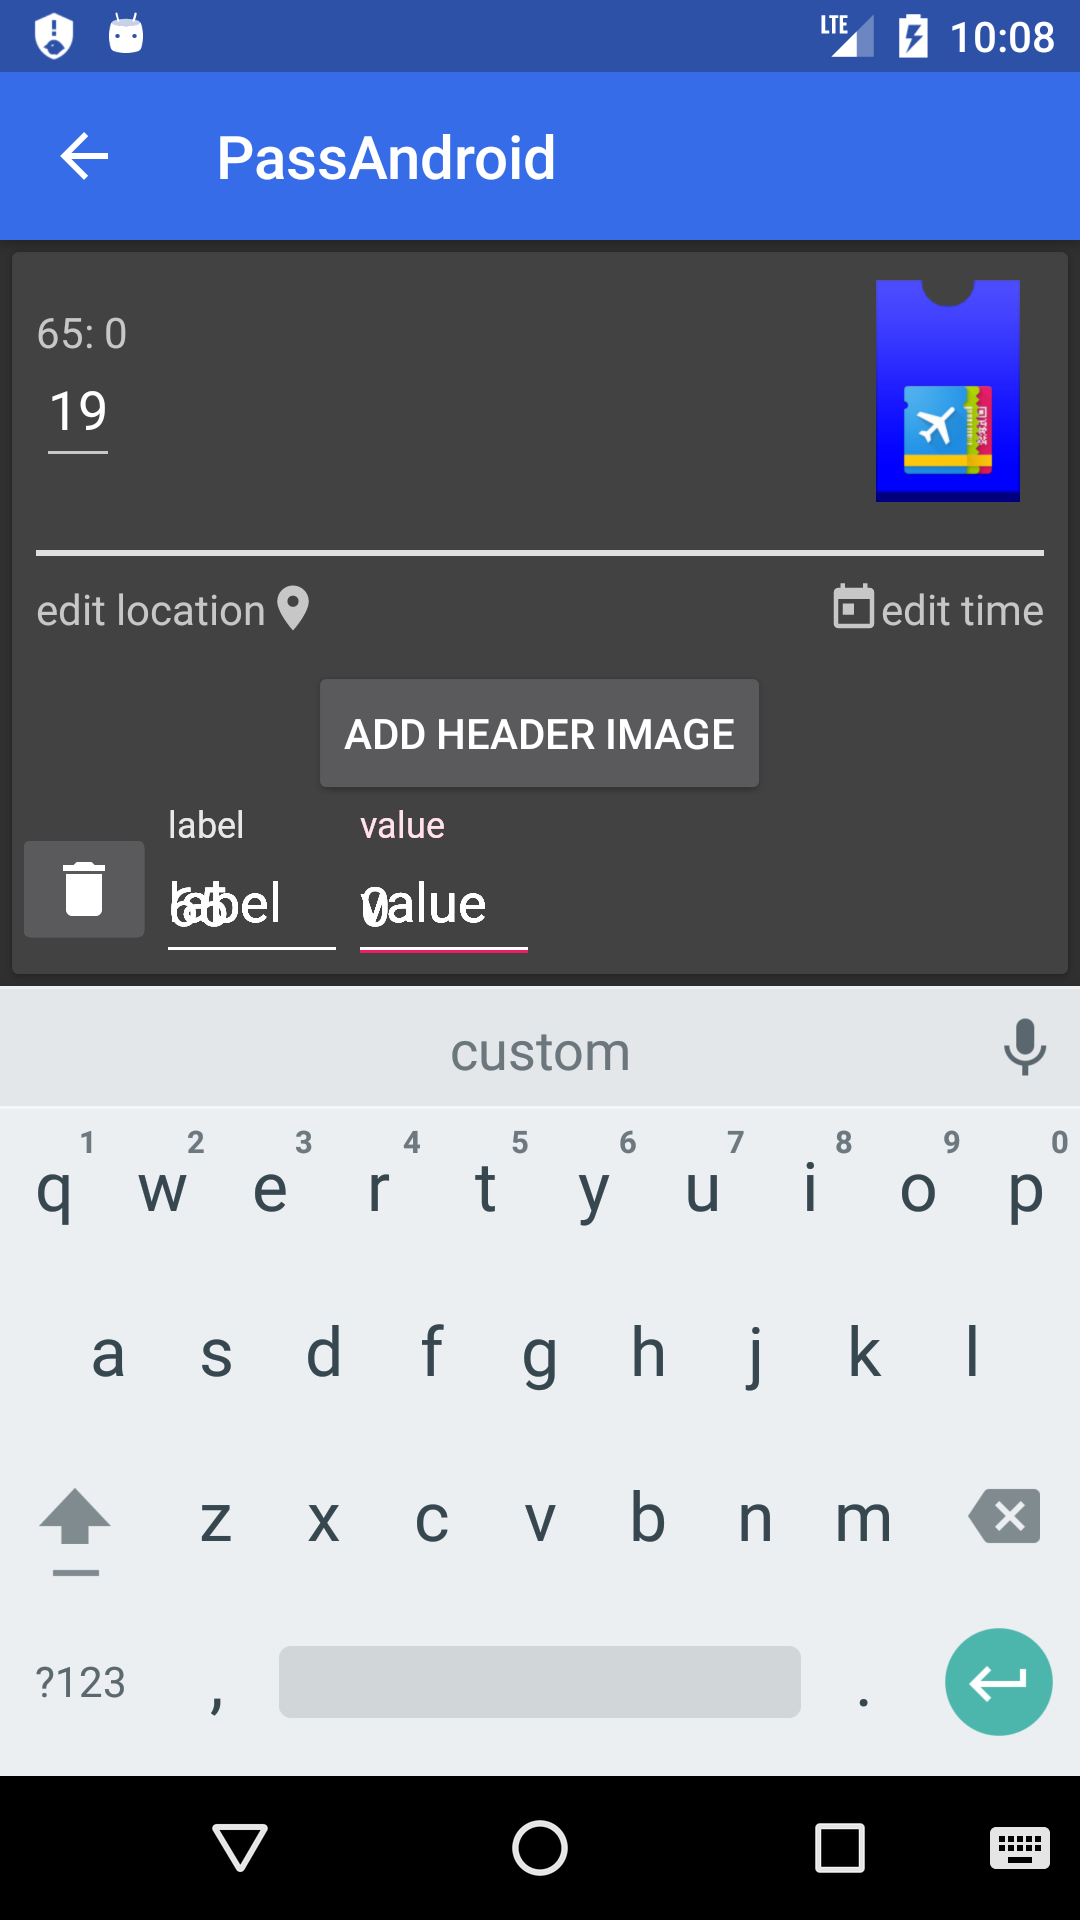 LTE 10:08
PassAndroid
65: 0
19
edit location edit time
ADD HEADER IMAGE
label value
65 label 0 value
custom
1 2 3 4 5 6 7 8 9 0
q w e r t y u i o p
a s d f g h j k l
z x c v b n m
?123 , .